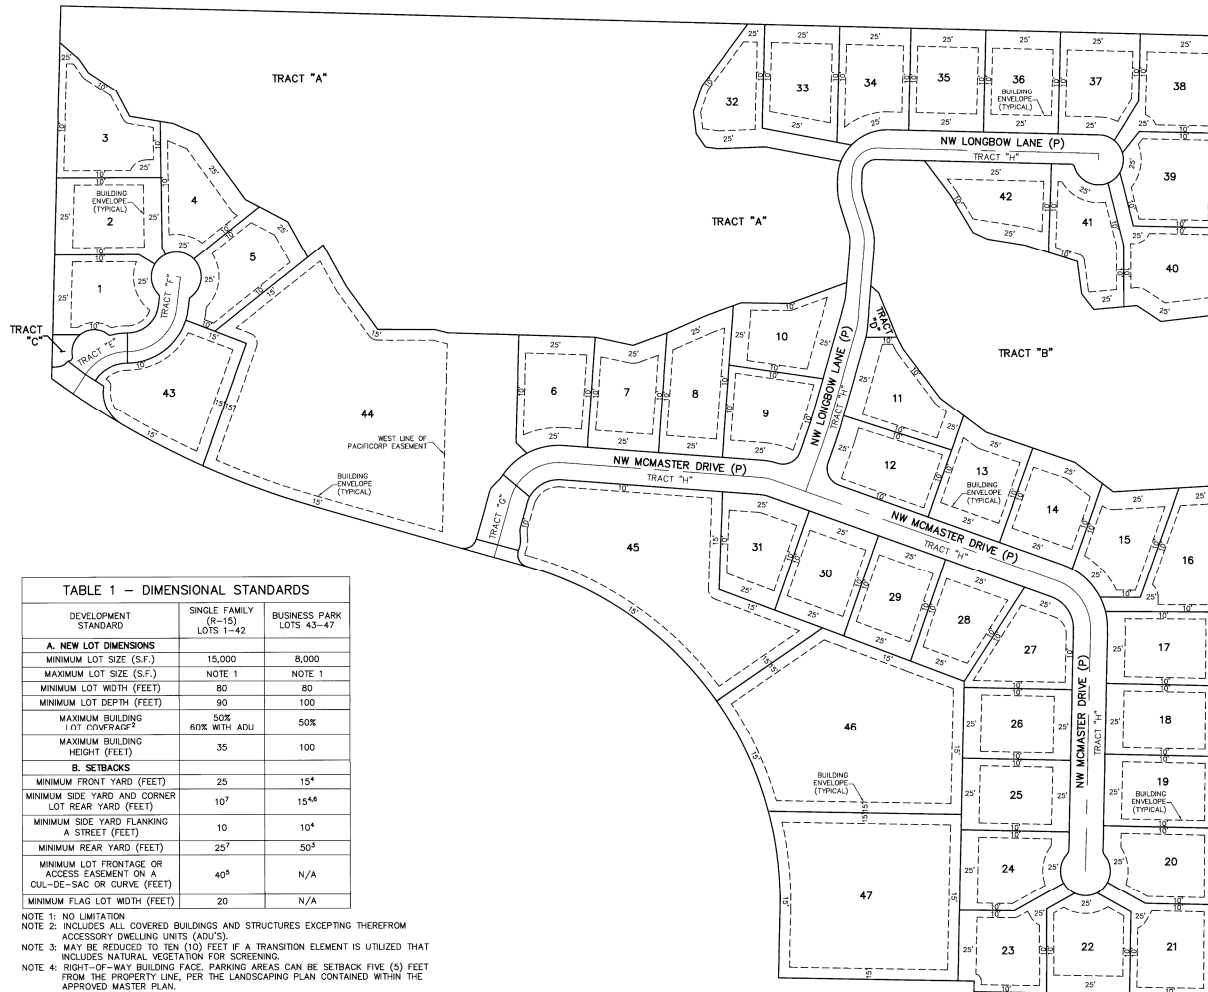 TRACT "A"
TRACT "A"
TRACT "B"
TRACT "C"
TRACT "D"
TRACT "E"
TRACT "F"
TRACT "G"
NW LONGBOW LANE (P)
TRACT "H"
NW LONGBOW LANE (P)
TRACT "H"
NW MCMASTER DRIVE (P)
TRACT "H"
NW MCMASTER DRIVE (P)
TRACT "H"
NW MCMASTER DRIVE (P)
TRACT "H"
32
33
34
35
36
BUILDING
ENVELOPE
(TYPICAL)
37
38
39
40
41
42
3
BUILDING
ENVELOPE
(TYPICAL)
2
4
5
1
43
44
WEST LINE OF
PACIFICORP EASEMENT
BUILDING
ENVELOPE
(TYPICAL)
6
7
8
9
10
11
12
13
BUILDING
ENVELOPE
(TYPICAL)
14
15
16
17
18
19
BUILDING
ENVELOPE
(TYPICAL)
20
21
22
23
24
25
26
27
28
29
30
31
45
46
BUILDING
ENVELOPE
(TYPICAL)
47
TABLE 1 – DIMENSIONAL STANDARDS
DEVELOPMENT STANDARD | SINGLE FAMILY (R-15) LOTS 1-42 | BUSINESS PARK LOTS 43-47
A. NEW LOT DIMENSIONS
MINIMUM LOT SIZE (S.F.) 15,000 8,000
MAXIMUM LOT SIZE (S.F.) NOTE 1 NOTE 1
MINIMUM LOT WIDTH (FEET) 80 80
MINIMUM LOT DEPTH (FEET) 90 100
MAXIMUM BUILDING LOT COVERAGE² 50% 60% WITH ADU 50%
MAXIMUM BUILDING HEIGHT (FEET) 35 100
B. SETBACKS
MINIMUM FRONT YARD (FEET) 25 15⁴
MINIMUM SIDE YARD AND CORNER LOT REAR YARD (FEET) 10⁷ 15⁴,⁶
MINIMUM SIDE YARD FLANKING A STREET (FEET) 10 10⁴
MINIMUM REAR YARD (FEET) 25⁷ 50³
MINIMUM LOT FRONTAGE OR ACCESS EASEMENT ON A CUL-DE-SAC OR CURVE (FEET) 40⁵ N/A
MINIMUM FLAG LOT WIDTH (FEET) 20 N/A
NOTE 1: NO LIMITATION
NOTE 2: INCLUDES ALL COVERED BUILDINGS AND STRUCTURES EXCEPTING THEREFROM
ACCESSORY DWELLING UNITS (ADU'S).
NOTE 3: MAY BE REDUCED TO TEN (10) FEET IF A TRANSITION ELEMENT IS UTILIZED THAT
INCLUDES NATURAL VEGETATION FOR SCREENING.
NOTE 4: RIGHT-OF-WAY BUILDING FACE. PARKING AREAS CAN BE SETBACK FIVE (5) FEET
FROM THE PROPERTY LINE, PER THE LANDSCAPING PLAN CONTAINED WITHIN THE
APPROVED MASTER PLAN.